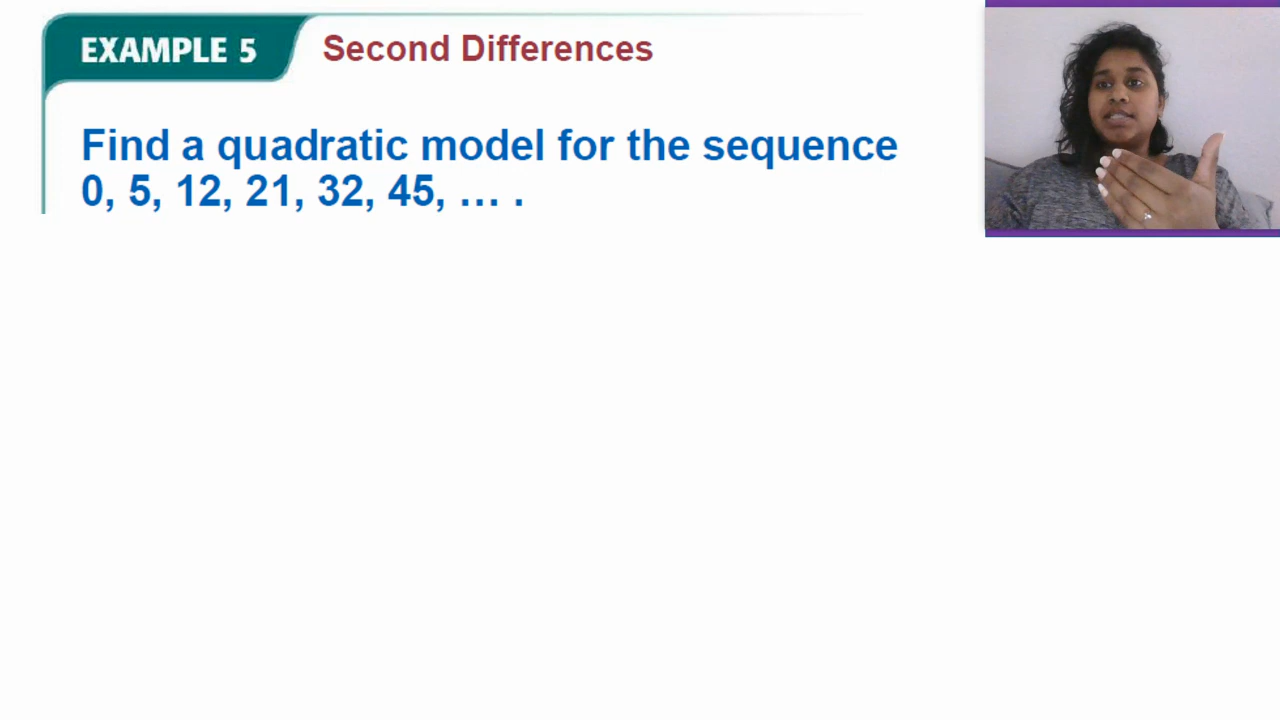 EXAMPLE 5 Second Differences
Find a quadratic model for the sequence
0, 5, 12, 21, 32, 45, … .